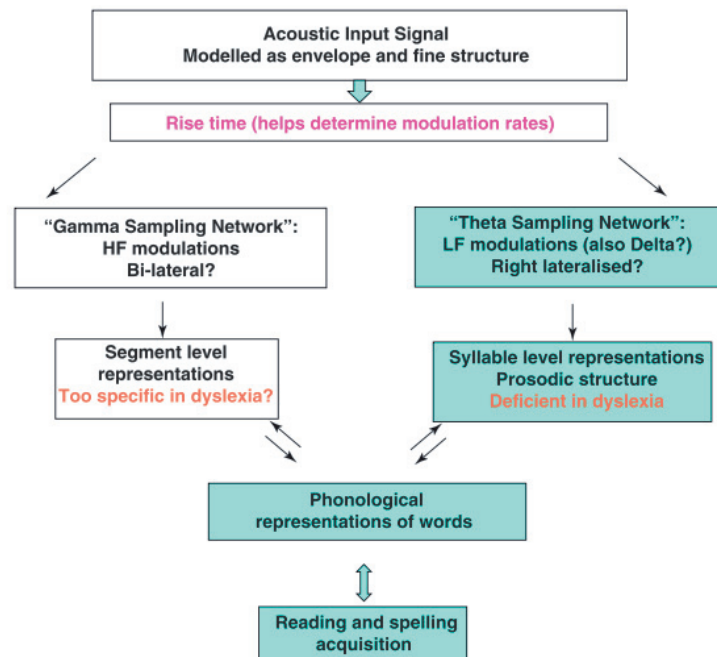 Acoustic Input Signal
Modelled as envelope and fine structure
Rise time (helps determine modulation rates)
“Gamma Sampling Network”:
HF modulations
Bi-lateral?
“Theta Sampling Network”:
LF modulations (also Delta?)
Right lateralised?
Segment level
representations
Too specific in dyslexia?
Syllable level representations
Prosodic structure
Deficient in dyslexia
Phonological
representations of words
Reading and spelling
acquisition